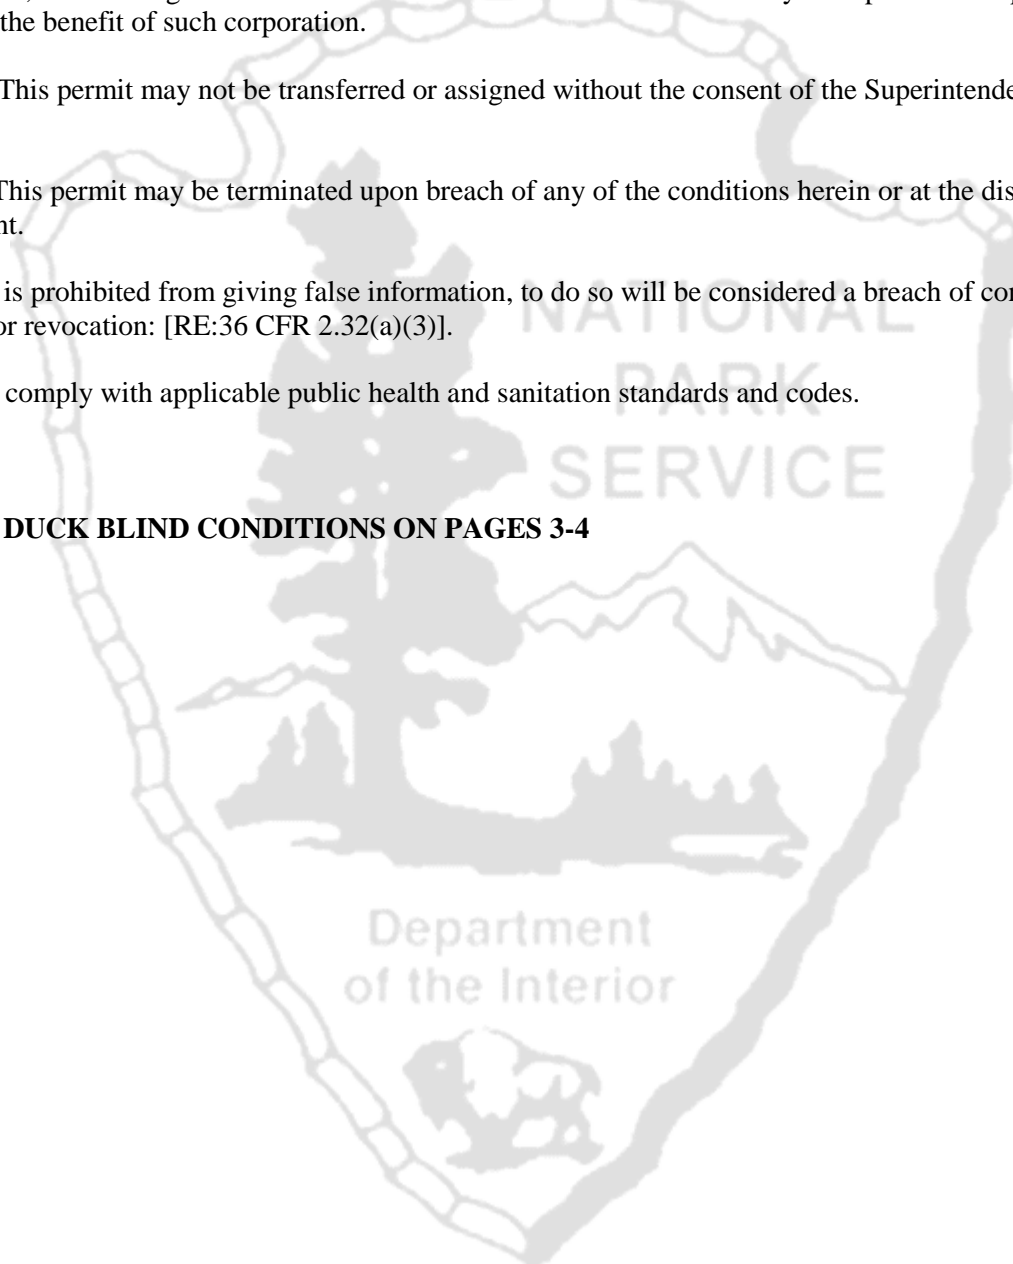 the benefit of such corporation.
This permit may not be transferred or assigned without the consent of the
This permit may be terminated upon breach of any of the conditions herein or at the
is prohibited from giving false information, to do so will be considered a breach of
or revocation: [RE:36 CFR 2.32(a)(3)].
NATIONAL
comply with applicable public health and sanitation standards and codes.
PARK
SERVICE
DUCK BLIND CONDITIONS ON PAGES 3-4
Department
of the Interior